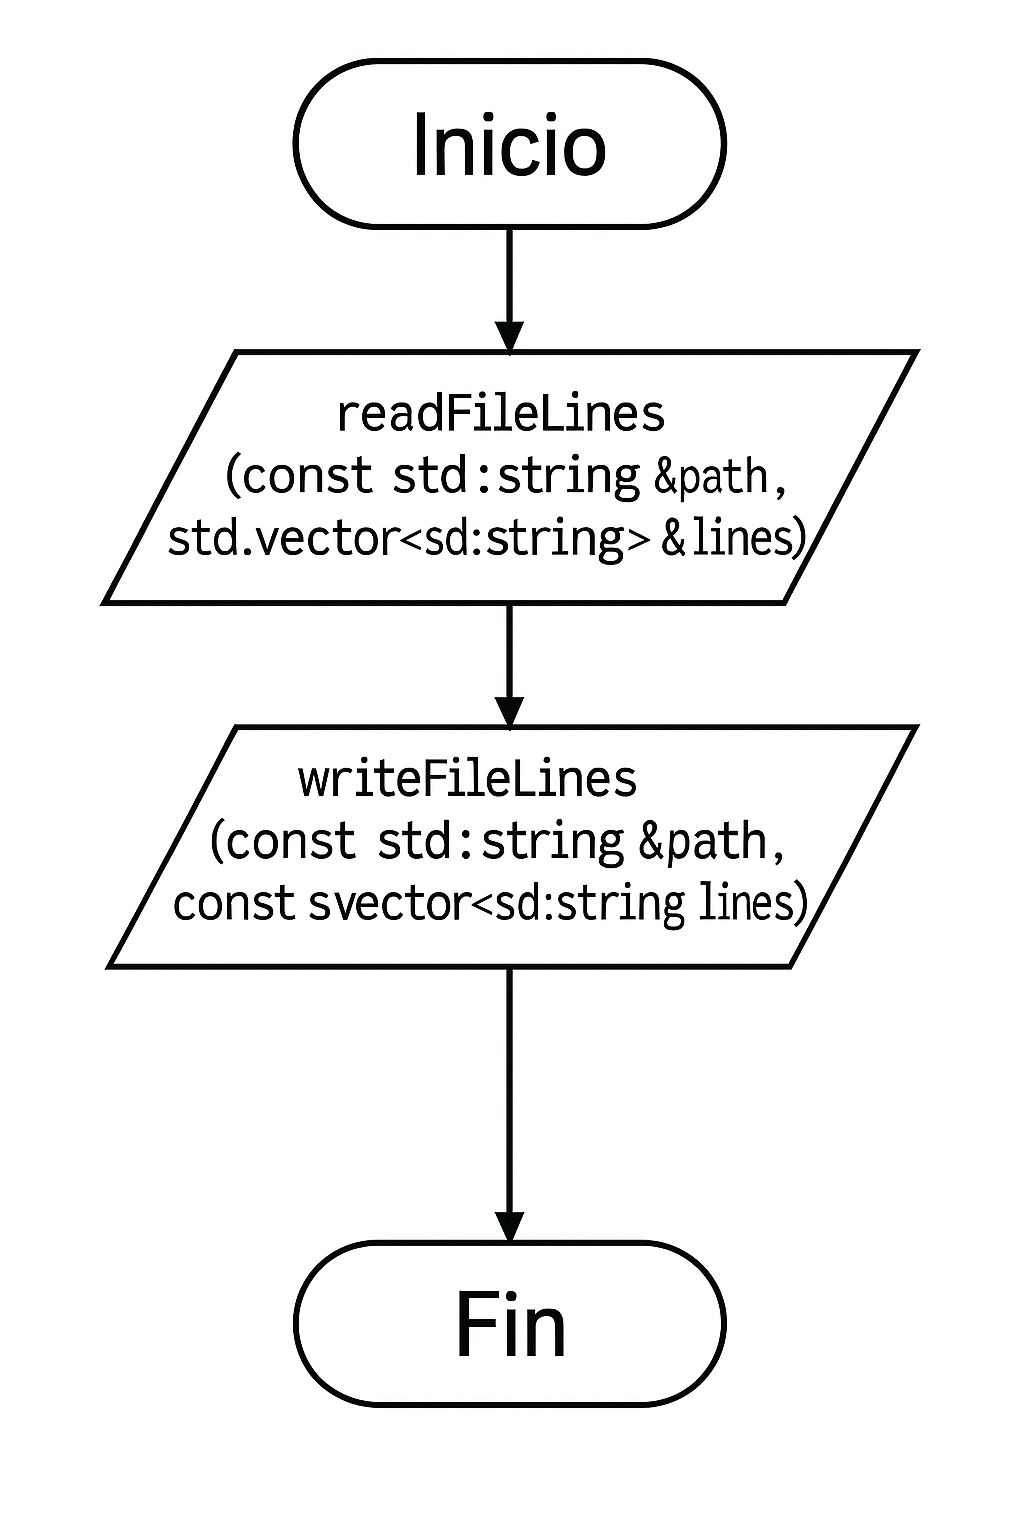 Inicio
readFileLines
(const std:string &path,
std.vector<sd:string> &lines)
writeFileLines
(const std:string &path,
const svector<sd:string lines)
Fin